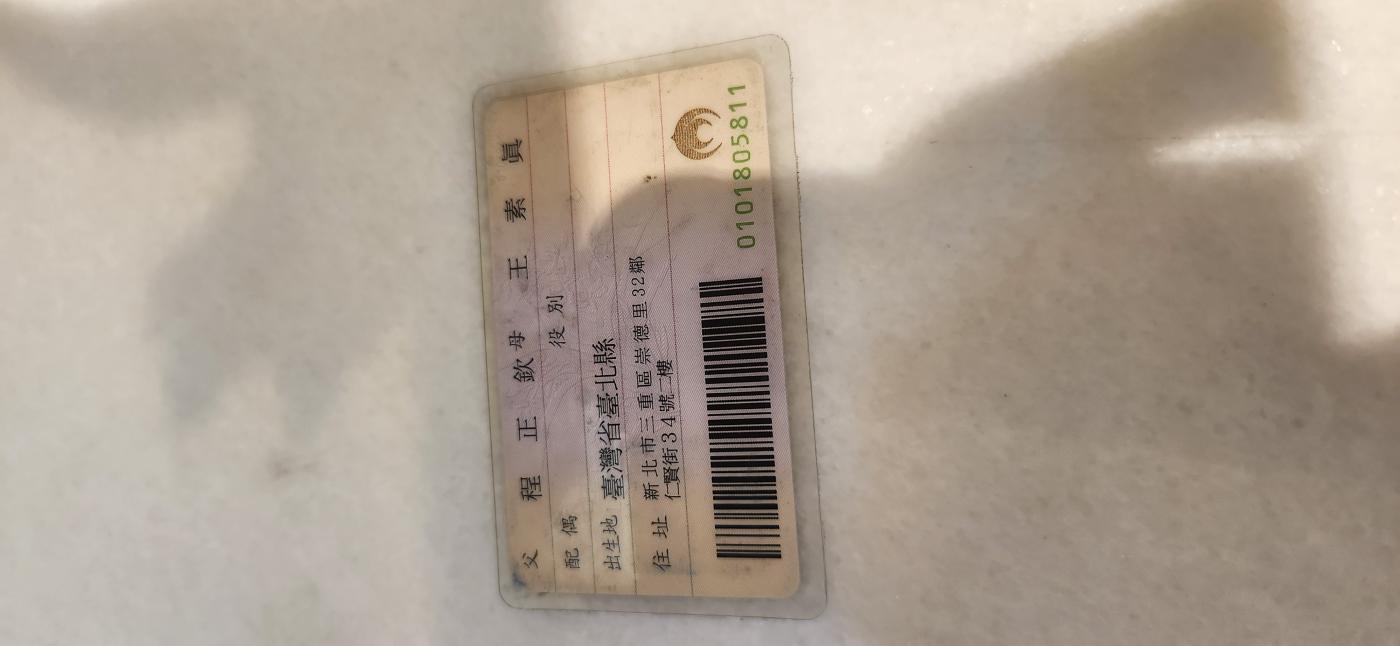 父 程正欽 母 王素眞
配偶 役別
出生地 臺灣省臺北縣
住址 新北市三重區崇德里32鄰
仁賢街34號二樓
0101805811